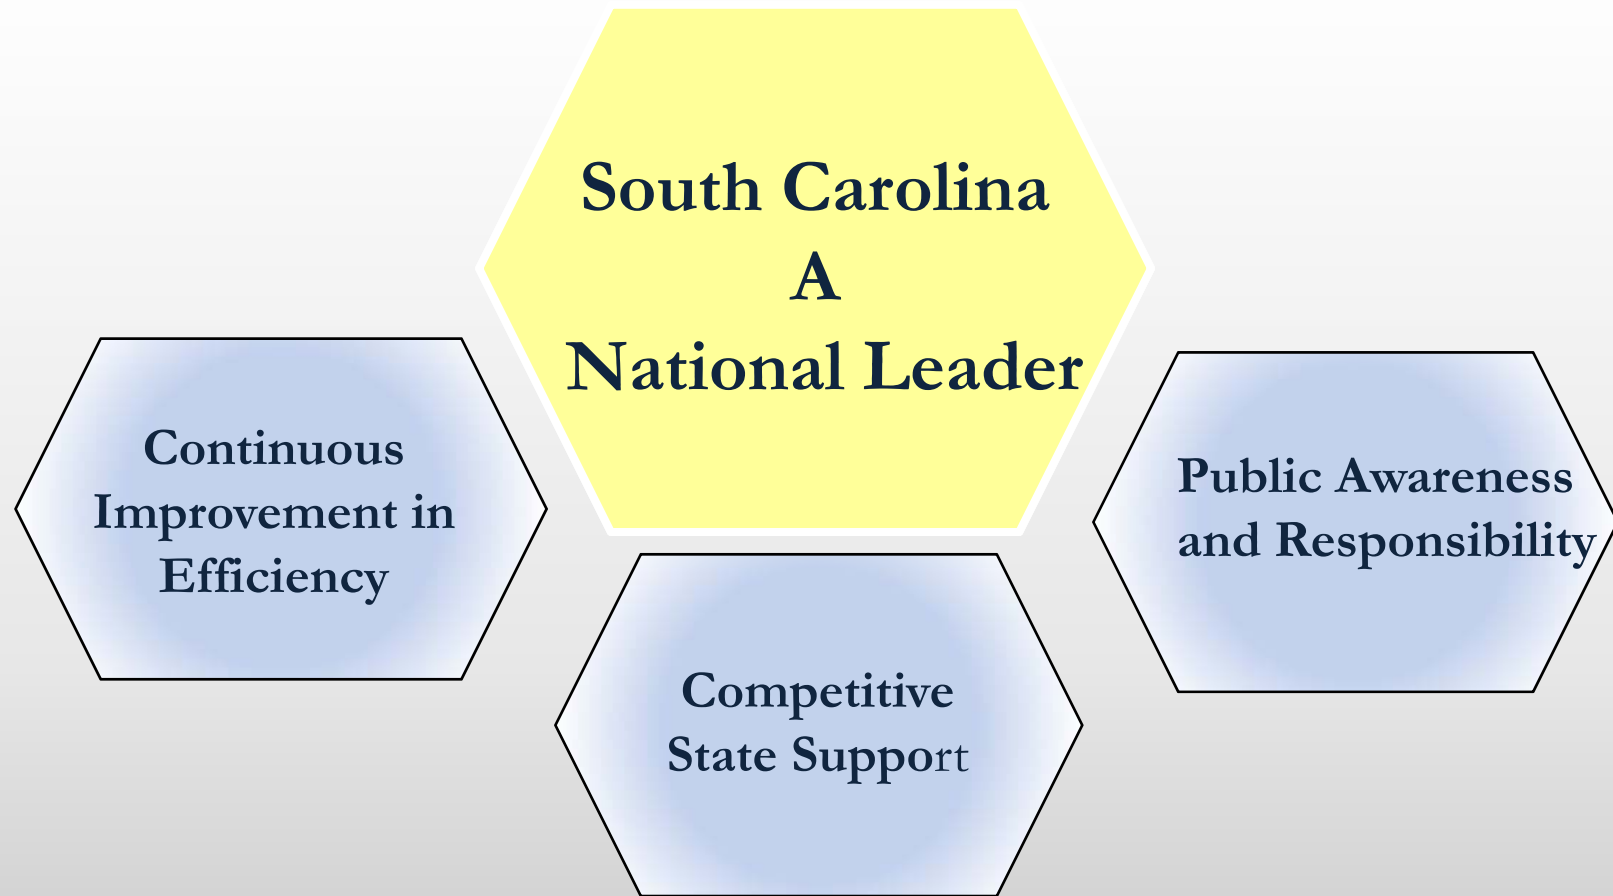 South Carolina
A
National Leader
Continuous
Improvement in
Efficiency
Public Awareness
and Responsibility
Competitive
State Support